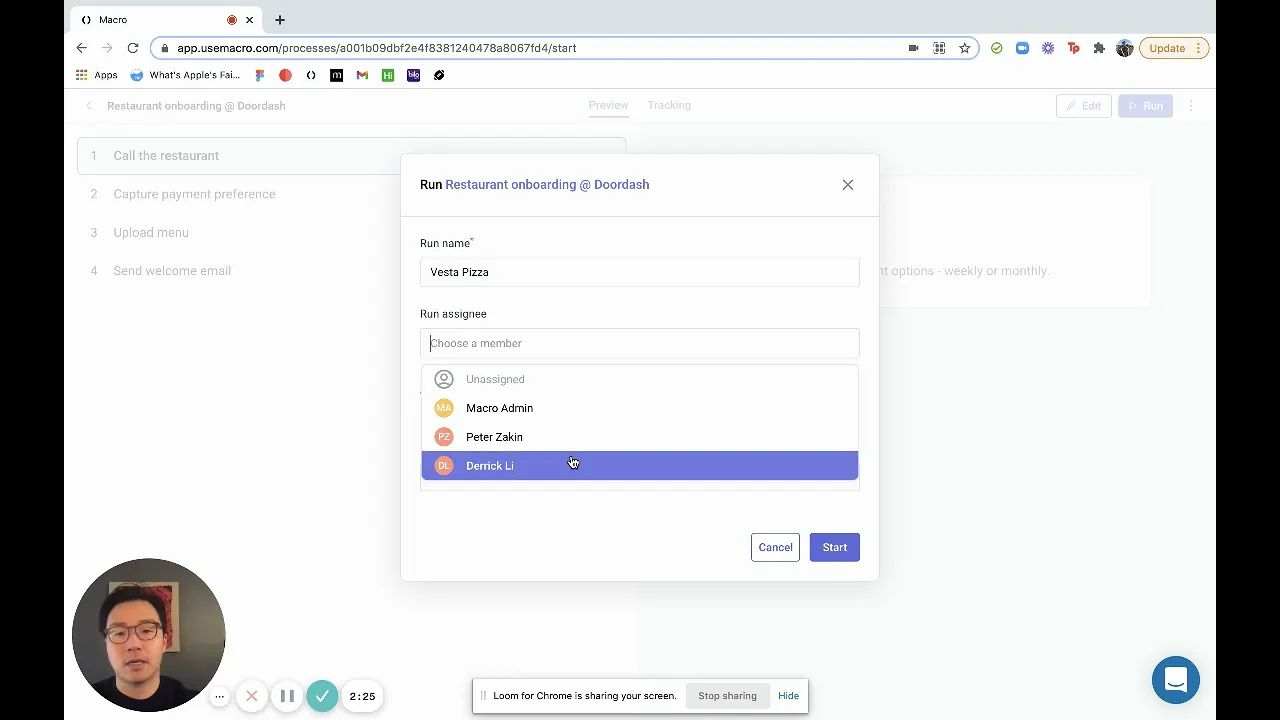 Macro
app.usemacro.com/processes/a001b09dbf2e4f8381240478a8067fd4/start
Update
Apps
What's Apple's Fai...
m
Hi
blo
Restaurant onboarding @ Doordash
Preview
Tracking
Edit
Run
1 Call the restaurant
2 Capture payment preference
3 Upload menu
4 Send welcome email
nt options - weekly or monthly.
Run Restaurant onboarding @ Doordash
Run name*
Vesta Pizza
Run assignee
Choose a member
Unassigned
MA Macro Admin
PZ Peter Zakin
DL Derrick Li
Cancel
Start
2:25
Loom for Chrome is sharing your screen.
Stop sharing
Hide